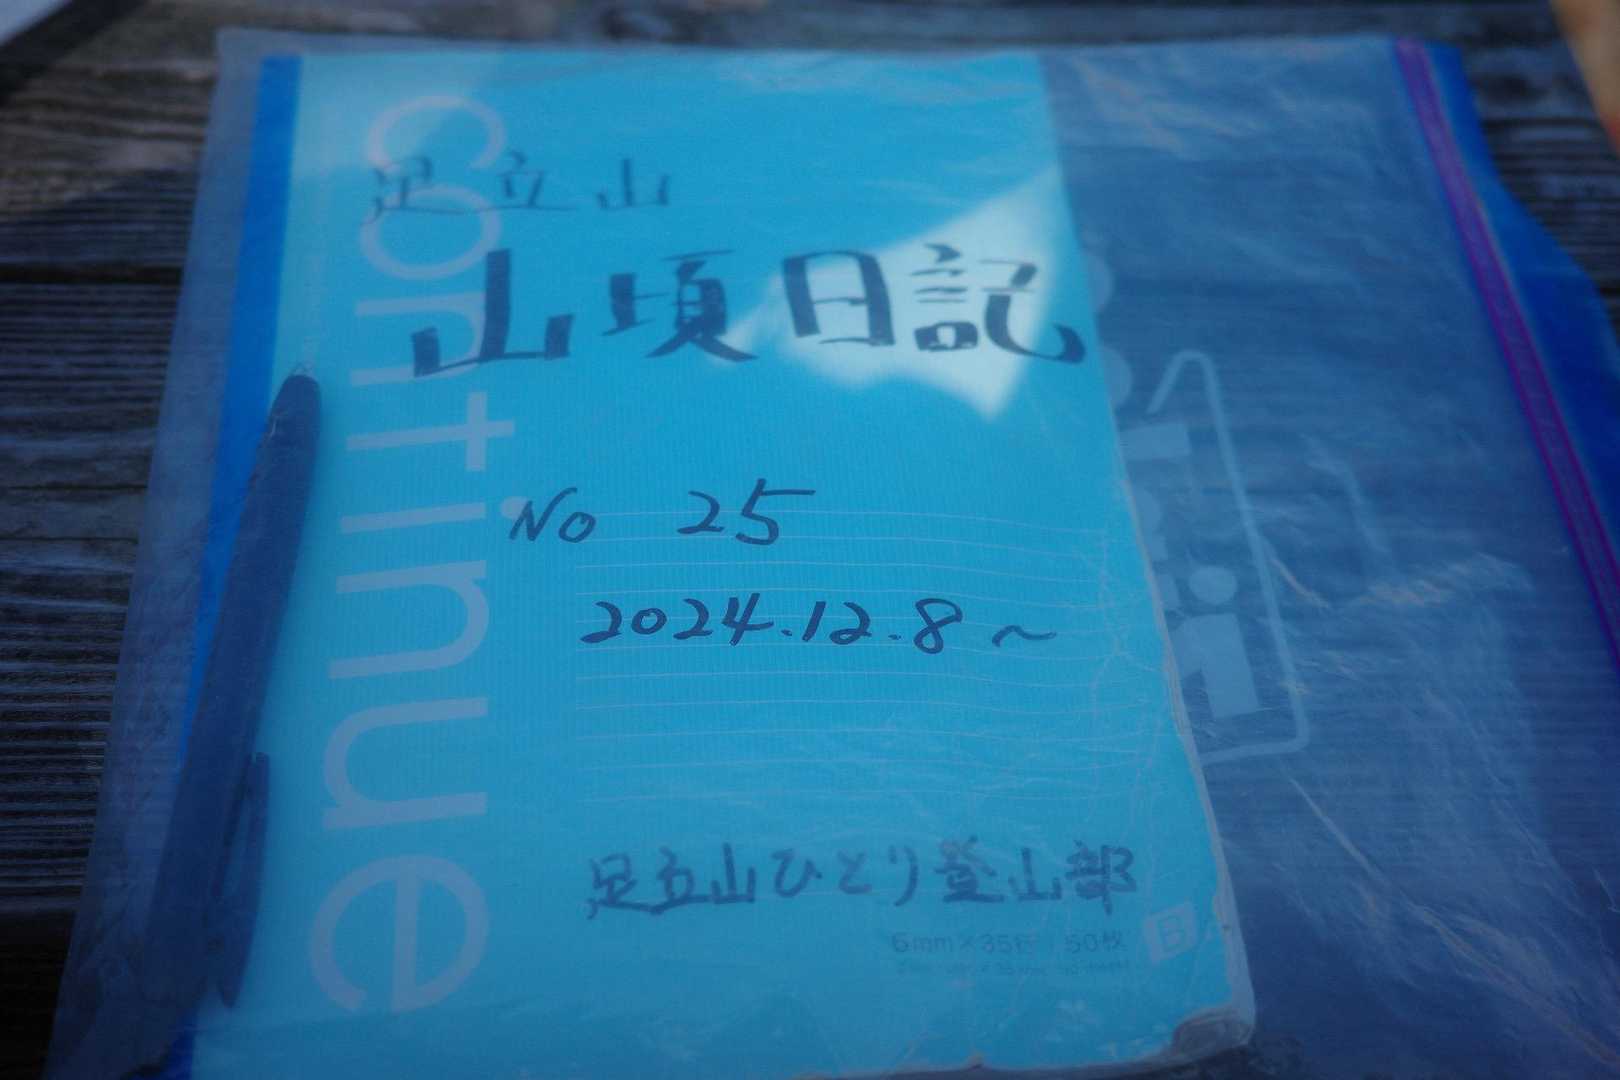 continue
足立山
山頂日記
No 25
2024.12.8~
足立山ひとり登山部
6mm×35行 50枚
B